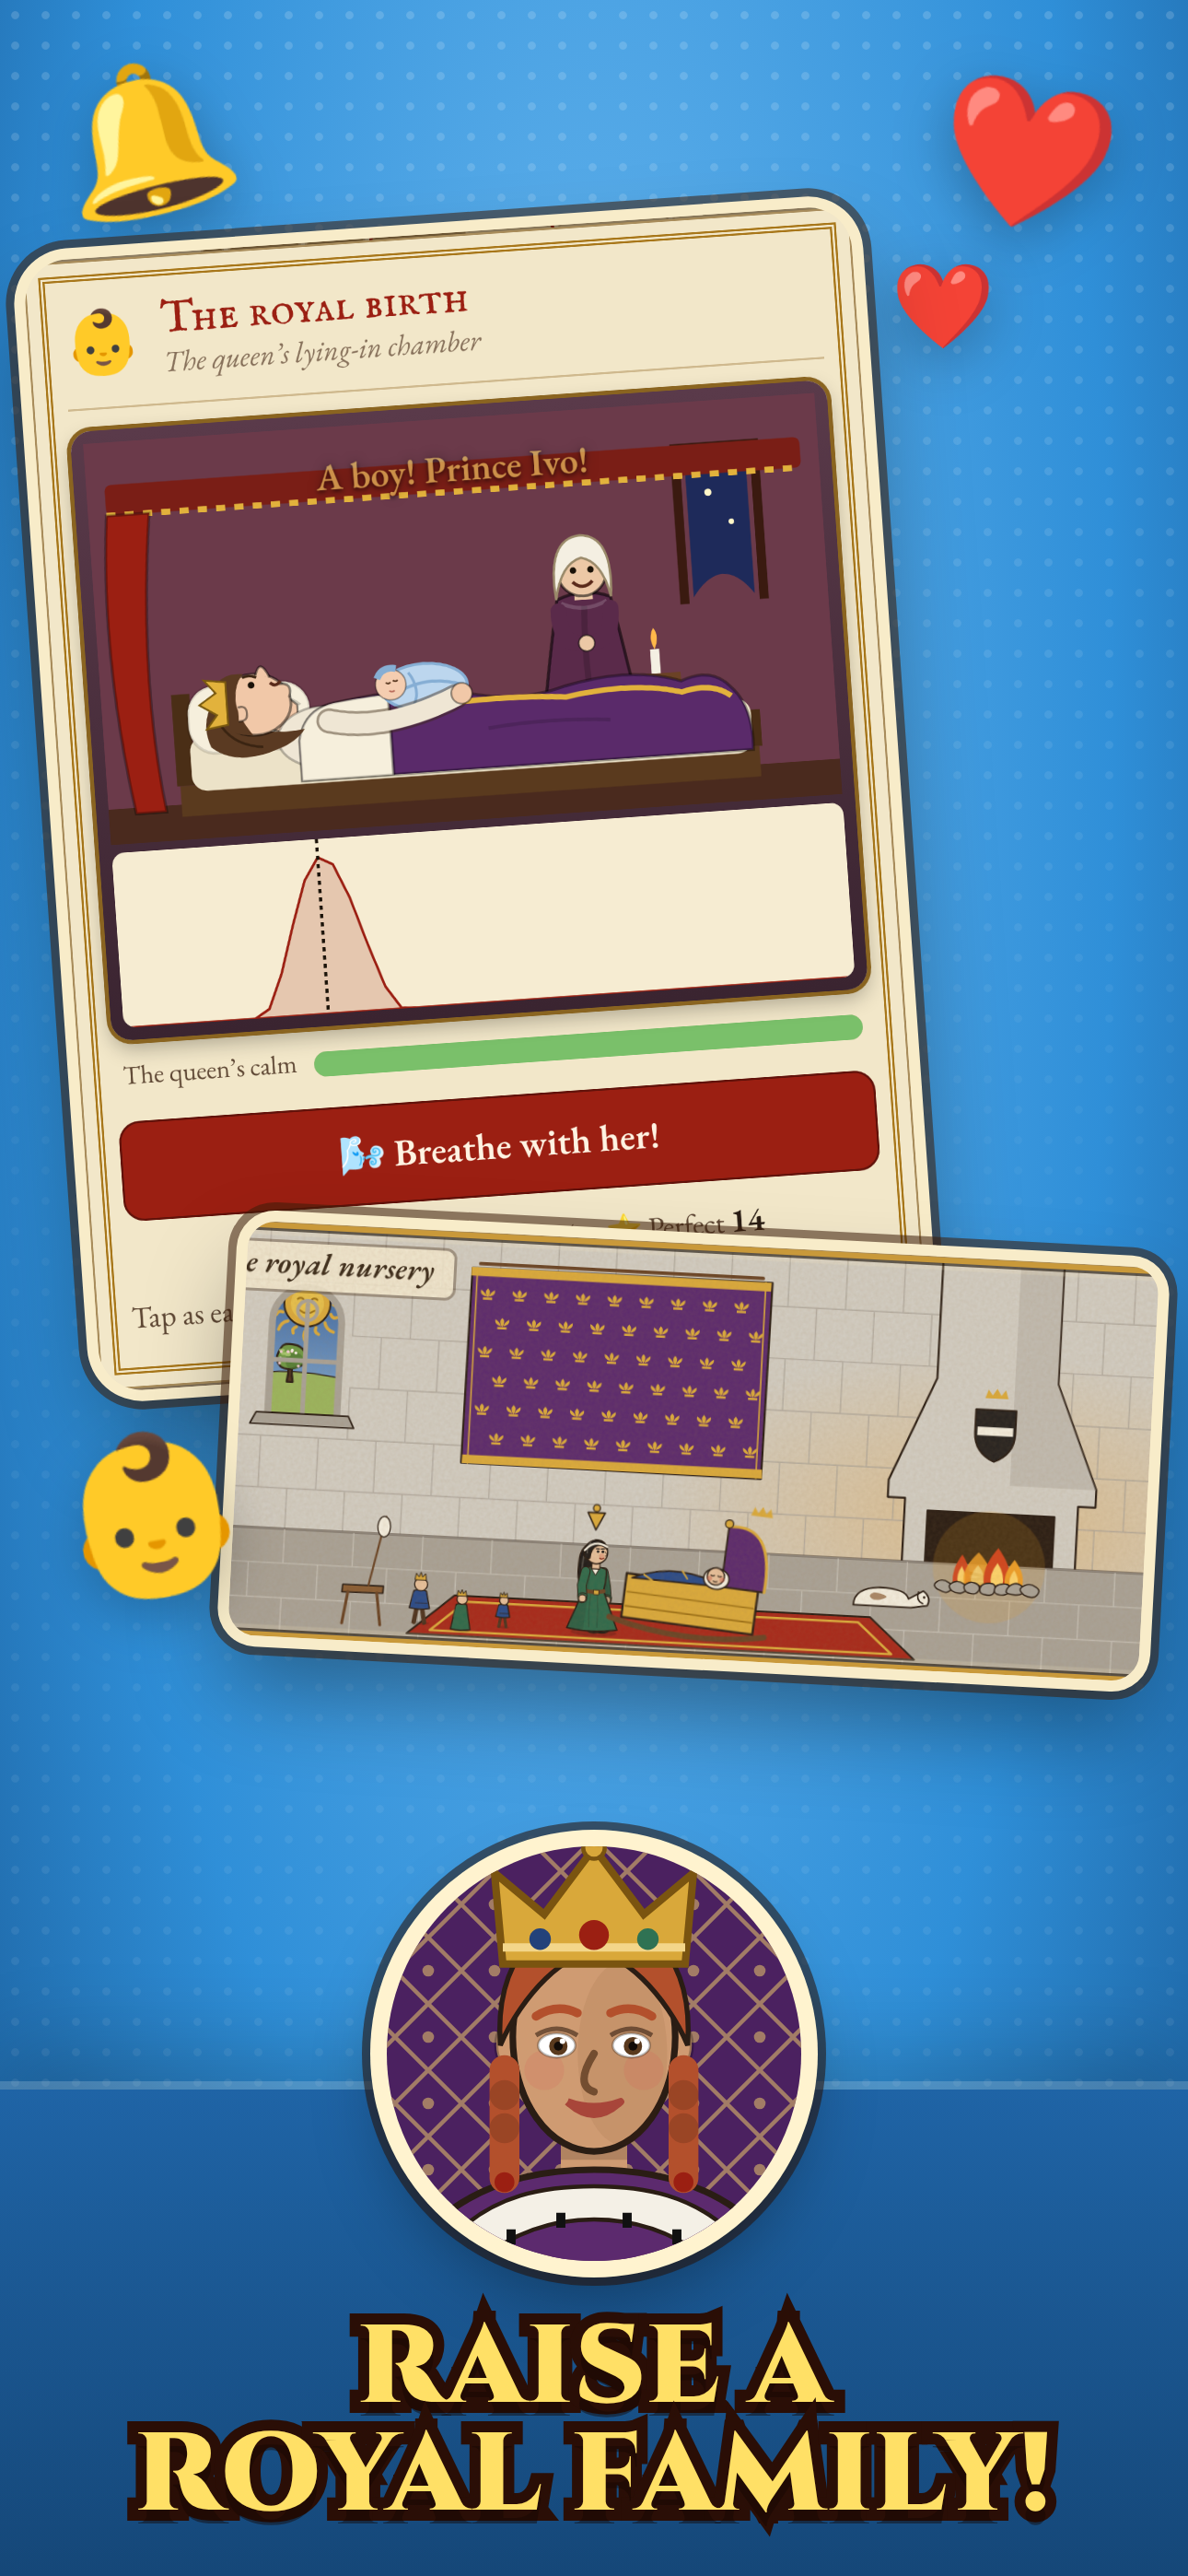 The royal birth
The queen's lying-in chamber
A boy! Prince Ivo!
The queen's calm
🌬️ Breathe with her!
Perfect 14
e royal nursery
Tap as ea
RAISE A
ROYAL FAMILY!